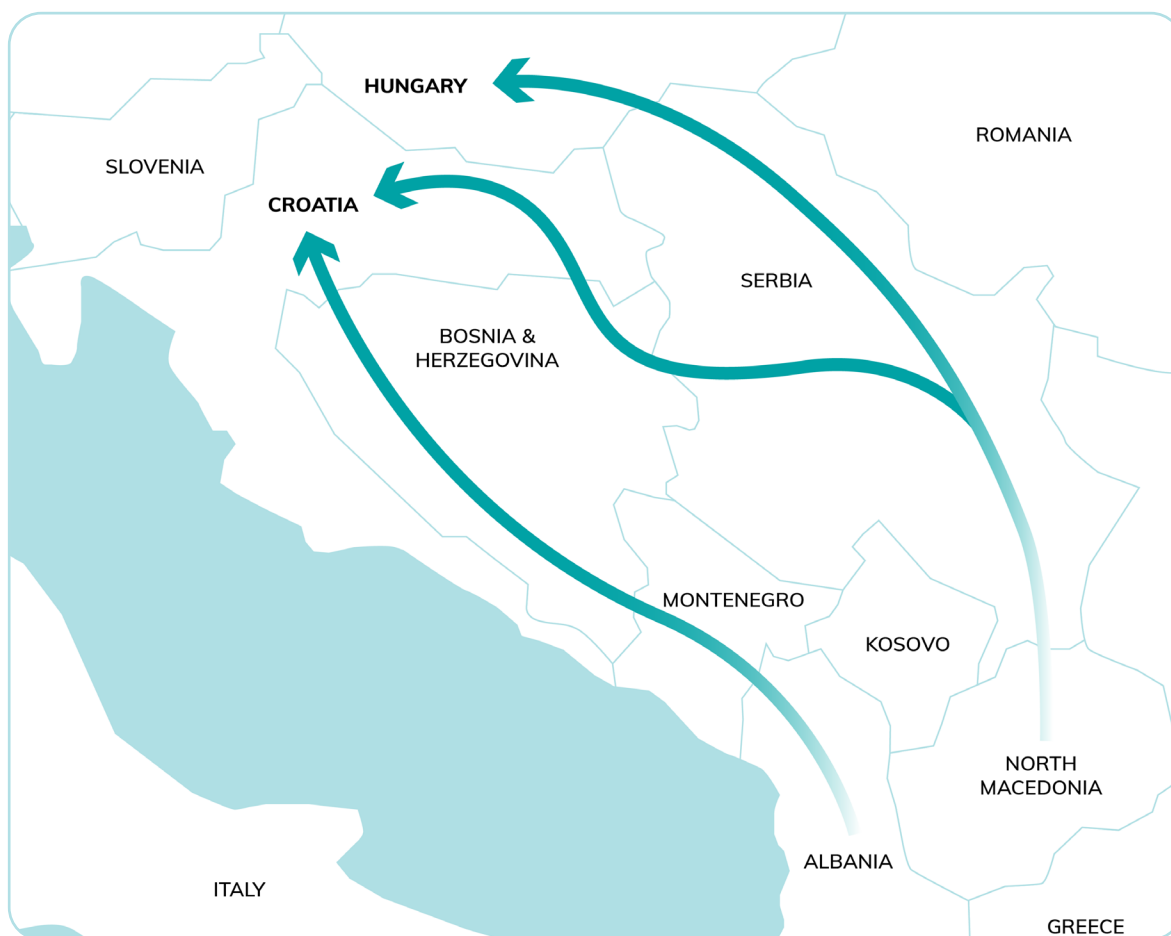 HUNGARY
ROMANIA
SLOVENIA
CROATIA
SERBIA
BOSNIA &
HERZEGOVINA
MONTENEGRO
KOSOVO
NORTH
MACEDONIA
ALBANIA
ITALY
GREECE